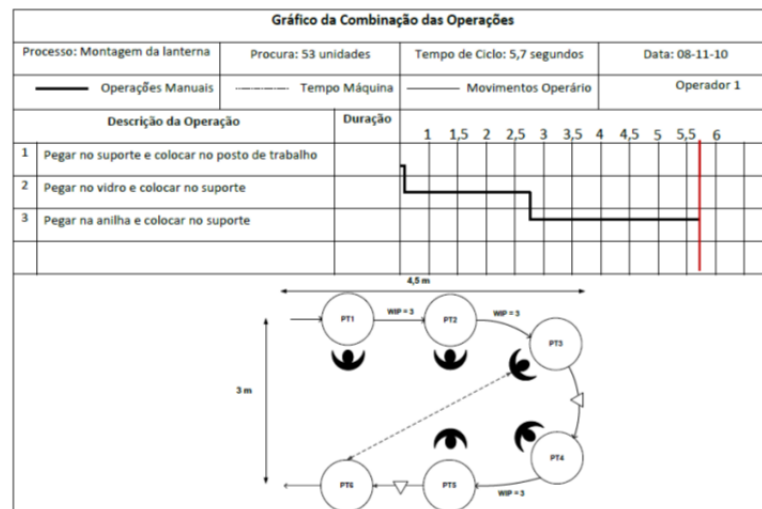 Gráfico da Combinação das Operações
Processo: Montagem da lanterna
Procura: 53 unidades
Tempo de Ciclo: 5,7 segundos
Data: 08-11-10
Operações Manuais
Tempo Máquina
Movimentos Operário
Operador 1
Descrição da Operação
Duração
1 1,5 2 2,5 3 3,5 4 4,5 5 5,5 6
1 Pegar no suporte e colocar no posto de trabalho
2 Pegar no vidro e colocar no suporte
3 Pegar na anilha e colocar no suporte
4,5 m
PT1
WIP = 3
PT2
WIP = 3
PT3
3 m
PT4
PT6
PT5
WIP = 3